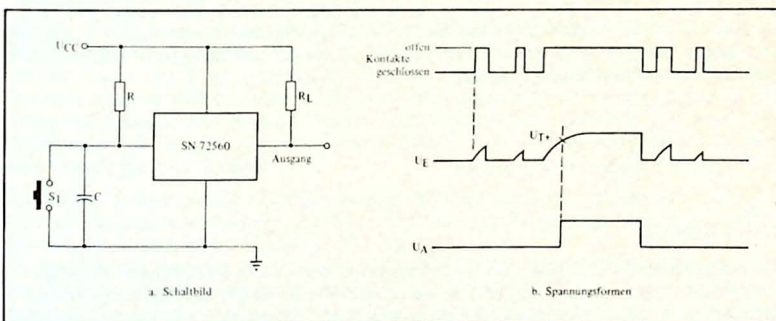 UCC
R
RL
SN 72560
Ausgang
S1
C
a. Schaltbild
offen
Kontakte
geschlossen
UT+
UE
UA
b. Spannungsformen